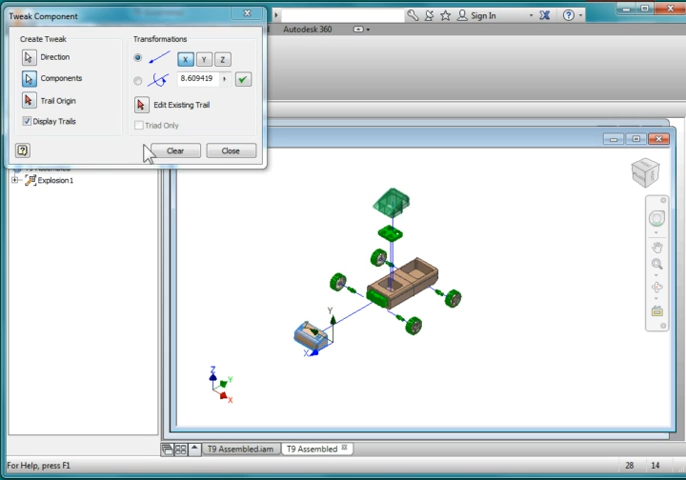 Tweak Component
Sign In
Autodesk 360
Create Tweak
Transformations
Direction
X Y Z
Components
8.609419
Trail Origin
Edit Existing Trail
Display Trails
Triad Only
Clear
Close
Explosion1
Y
X
Z
Y
X
T9 Assembled.iam
T9 Assembled
For Help, press F1
28
14